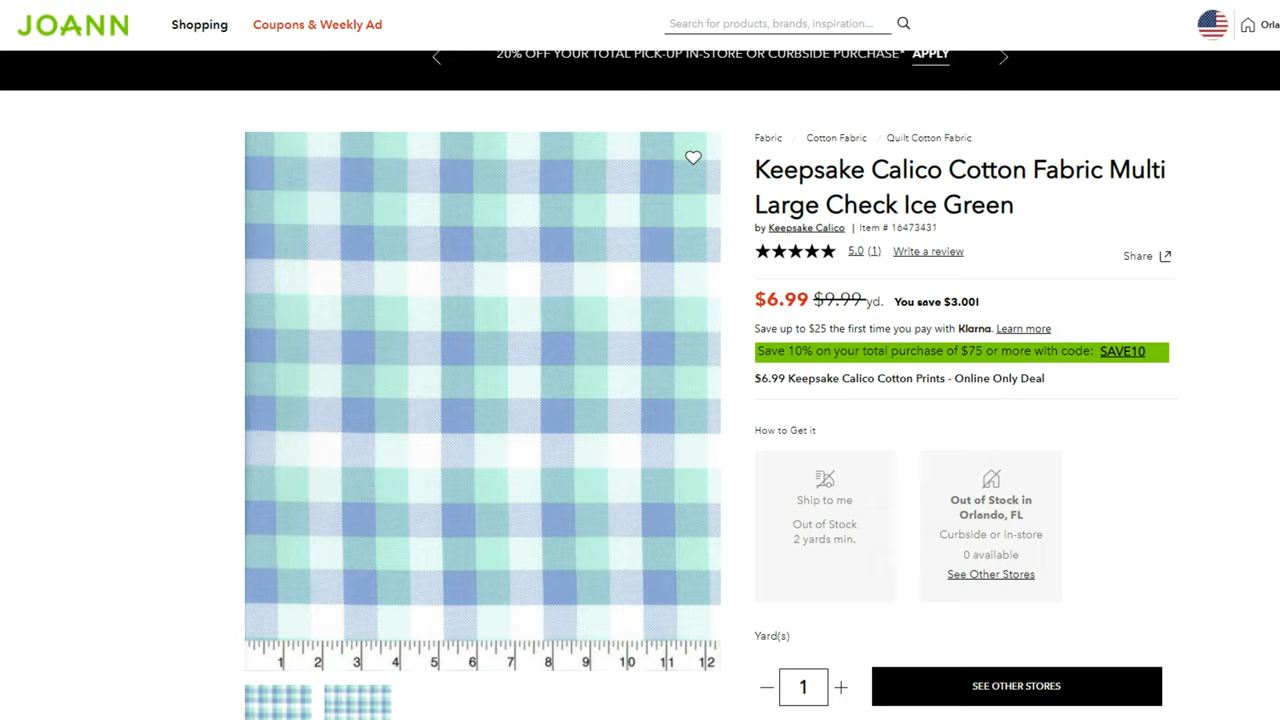 JOANN
Shopping
Coupons & Weekly Ad
Search for products, brands, inspiration...
Orla
20% OFF YOUR TOTAL PICK-UP IN-STORE OR CURBSIDE PURCHASE* APPLY
Fabric / Cotton Fabric / Quilt Cotton Fabric
Keepsake Calico Cotton Fabric Multi
Large Check Ice Green
by Keepsake Calico | Item # 16473431
5.0 (1) Write a review
Share
$6.99 $9.99 yd. You save $3.00!
Save up to $25 the first time you pay with Klarna. Learn more
Save 10% on your total purchase of $75 or more with code: SAVE10
$6.99 Keepsake Calico Cotton Prints - Online Only Deal
How to Get it
Ship to me
Out of Stock
2 yards min.
Out of Stock in
Orlando, FL
Curbside or in-store
0 available
See Other Stores
1 2 3 4 5 6 7 8 9 10 11 12
Yard(s)
1
SEE OTHER STORES